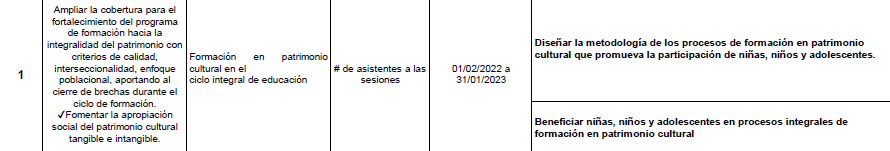 1
Ampliar la cobertura para el
fortalecimiento del programa
de formación hacia la
integralidad del patrimonio con
criterios de calidad,
interseccionalidad, enfoque
poblacional, aportando al
cierre de brechas durante el
ciclo de formación.
✓Fomentar la apropiación
social del patrimonio cultural
tangible e intangible.
Formación en patrimonio
cultural en el
ciclo integral de educación
# de asistentes a las
sesiones
01/02/2022 a
31/01/2023
Diseñar la metodología de los procesos de formación en patrimonio
cultural que promueva la participación de niñas, niños y adolescentes.
Beneficiar niñas, niños y adolescentes en procesos integrales de
formación en patrimonio cultural